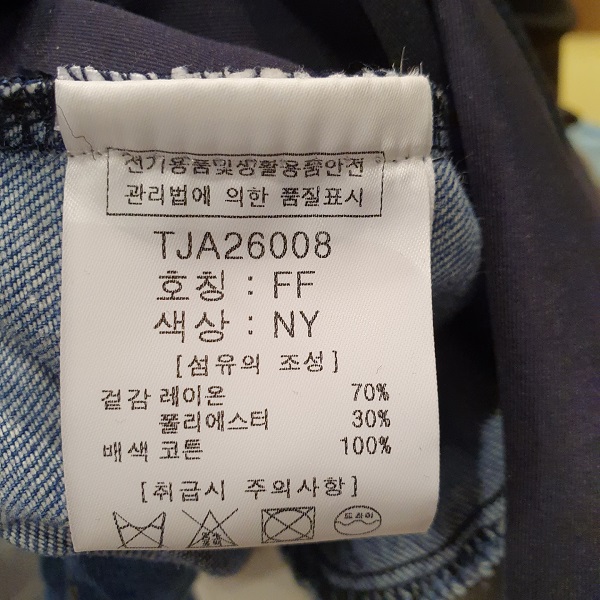 전기용품및생활용품안전
관리법에 의한 품질표시
TJA26008
호칭 : FF
색상 : NY
[섬유의 조성]
겉감 레이온 70%
폴리에스터 30%
배색 코튼 100%
[취급시 주의사항]
드라이